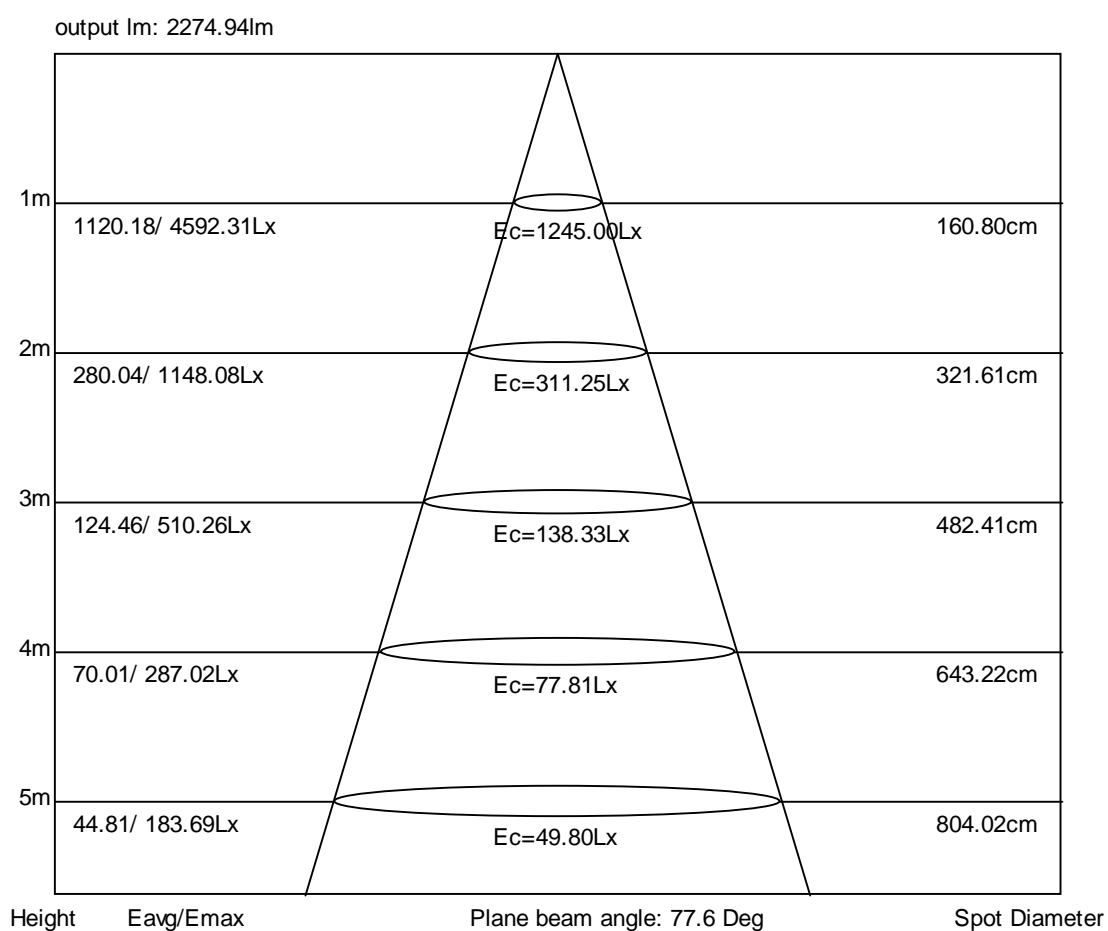 output lm: 2274.94lm
1m
1120.18/ 4592.31Lx
Ec=1245.00Lx
160.80cm
2m
280.04/ 1148.08Lx
Ec=311.25Lx
321.61cm
3m
124.46/ 510.26Lx
Ec=138.33Lx
482.41cm
4m
70.01/ 287.02Lx
Ec=77.81Lx
643.22cm
5m
44.81/ 183.69Lx
Ec=49.80Lx
804.02cm
Height Eavg/Emax Plane beam angle: 77.6 Deg Spot Diameter